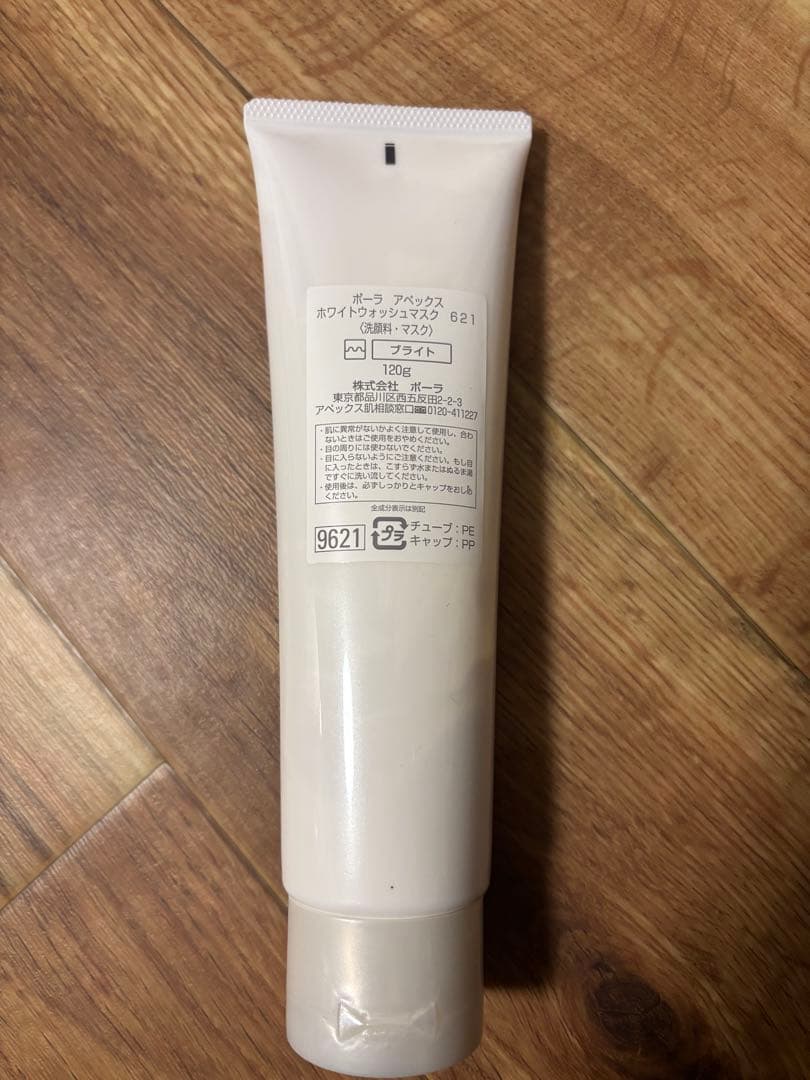 ポーラ アペックス
ホワイトウォッシュマスク 621
〈洗顔料・マスク〉
ブライト
120g
株式会社 ポーラ
東京都品川区西五反田2-2-3
アペックス肌相談窓口 0120-411227
・肌に異常がないかよく注意して使用し、合わ
ないときはご使用をおやめください。
・目の周りには使わないでください。
・目に入らないようにご注意ください。もし目
に入ったときは、こすらず水またはぬるま湯
ですぐに洗い流してください。
・使用後は、必ずしっかりとキャップをおしめ
ください。
全成分表示は別記
9621 プラ チューブ：PE
キャップ：PP